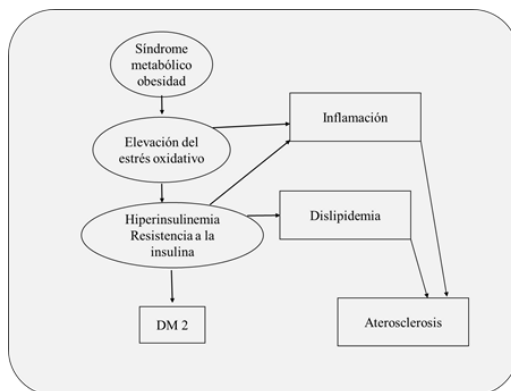 Síndrome
metabólico
obesidad
Inflamación
Elevación del
estrés oxidativo
Hiperinsulinemia
Resistencia a la
insulina
Dislipidemia
DM 2
Aterosclerosis